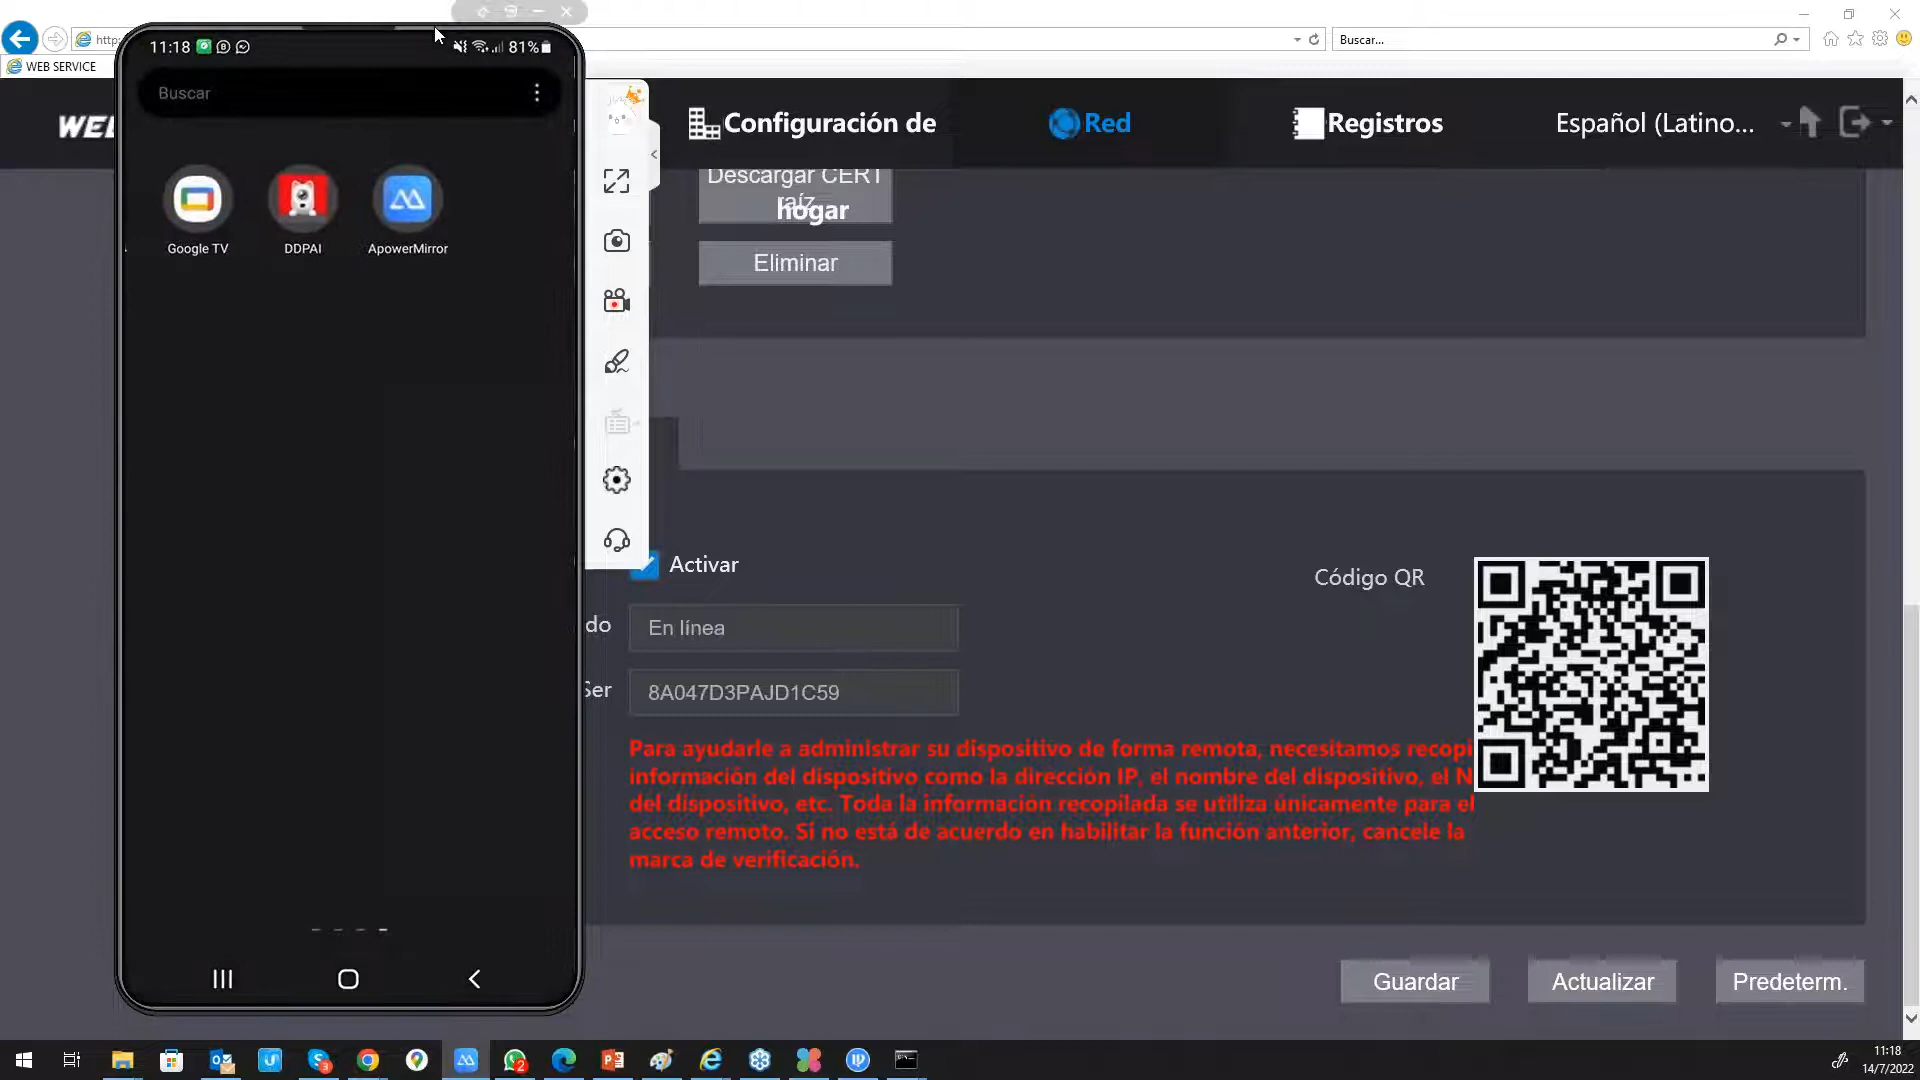 11:18
81%
Buscar
Google TV
DDPAI
ApowerMirror
http:
Buscar...
WEB SERVICE
WEL
Configuración de
Red
Registros
Español (Latino...
Descargar CERT
raíz
hogar
Eliminar
Activar
do
En línea
Ser
8A047D3PAJD1C59
Código QR
Para ayudarle a administrar su dispositivo de forma remota, necesitamos recopi
información del dispositivo como la dirección IP, el nombre del dispositivo, el N
del dispositivo, etc. Toda la información recopilada se utiliza únicamente para el
acceso remoto. Si no está de acuerdo en habilitar la función anterior, cancele la
marca de verificación.
Guardar
Actualizar
Predeterm.
11:18
14/7/2022